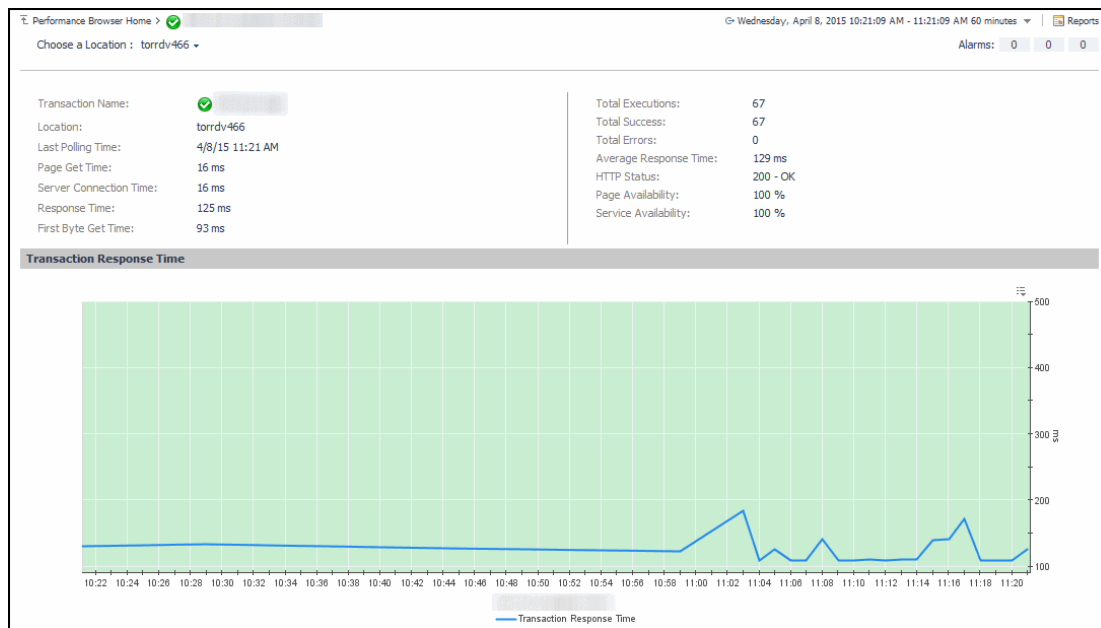 Performance Browser Home >
Wednesday, April 8, 2015 10:21:09 AM - 11:21:09 AM 60 minutes
Reports
Choose a Location : torrdv466
Alarms: 0 0 0
Transaction Name:
Location: torrdv466
Last Polling Time: 4/8/15 11:21 AM
Page Get Time: 16 ms
Server Connection Time: 16 ms
Response Time: 125 ms
First Byte Get Time: 93 ms
Total Executions: 67
Total Success: 67
Total Errors: 0
Average Response Time: 129 ms
HTTP Status: 200 - OK
Page Availability: 100 %
Service Availability: 100 %
Transaction Response Time
500
400
300
200
100
ms
10:22 10:24 10:26 10:28 10:30 10:32 10:34 10:36 10:38 10:40 10:42 10:44 10:46 10:48 10:50 10:52 10:54 10:56 10:58 11:00 11:02 11:04 11:06 11:08 11:10 11:12 11:14 11:16 11:18 11:20
Transaction Response Time